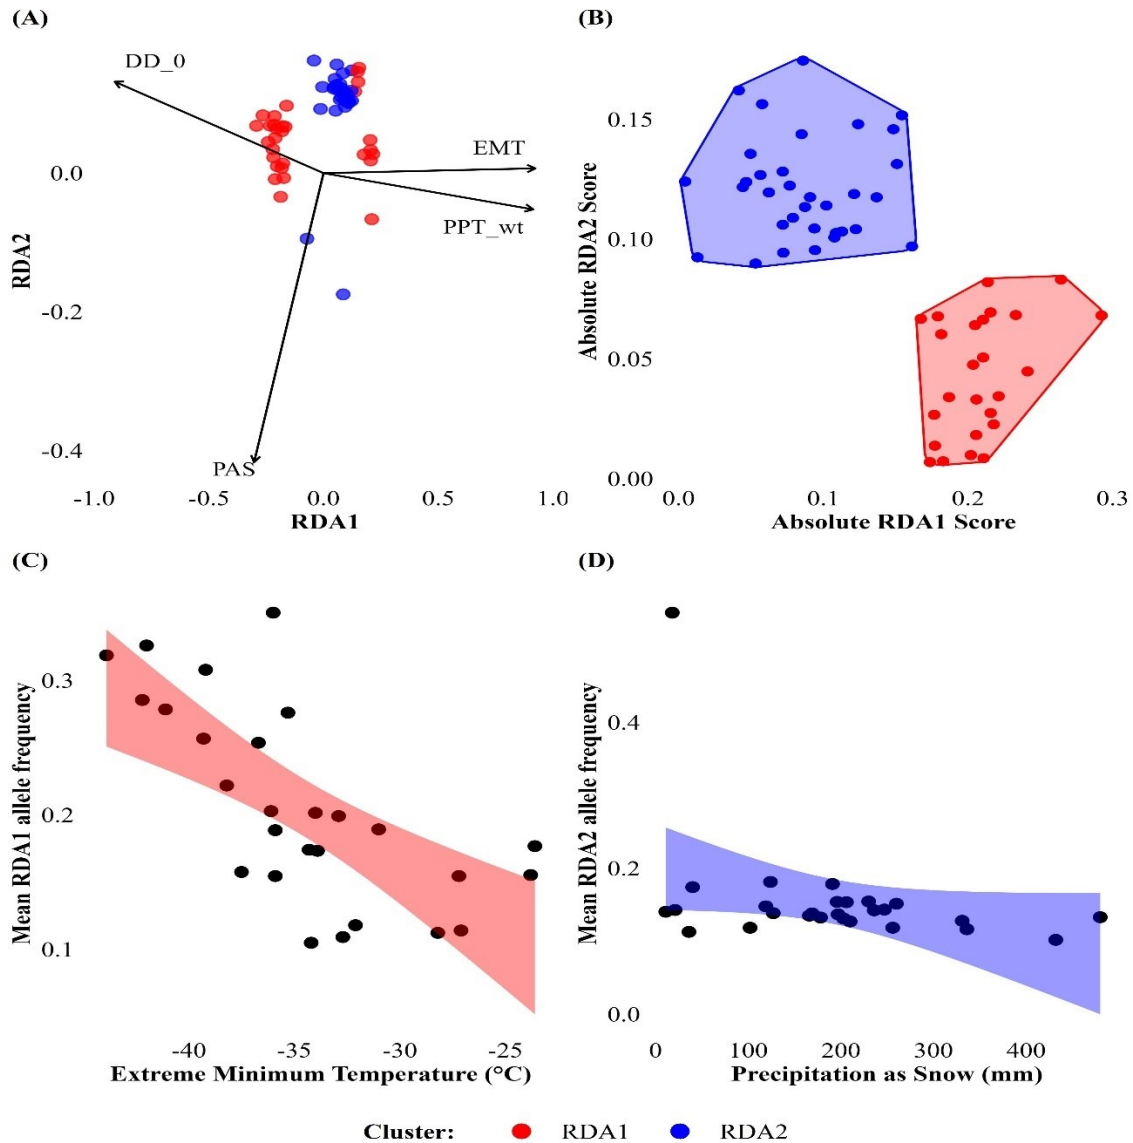 (A)
DD_0
EMT
PPT_wt
PAS
0.0
-0.2
-0.4
RDA2
-1.0 -0.5 0.0 0.5 1.0
RDA1
(B)
0.15
0.10
0.05
0.00
Absolute RDA2 Score
0.0 0.1 0.2 0.3
Absolute RDA1 Score
(C)
0.3
0.2
0.1
Mean RDA1 allele frequency
-40 -35 -30 -25
Extreme Minimum Temperature (°C)
(D)
0.4
0.2
0.0
Mean RDA2 allele frequency
0 100 200 300 400
Precipitation as Snow (mm)
Cluster: RDA1 RDA2